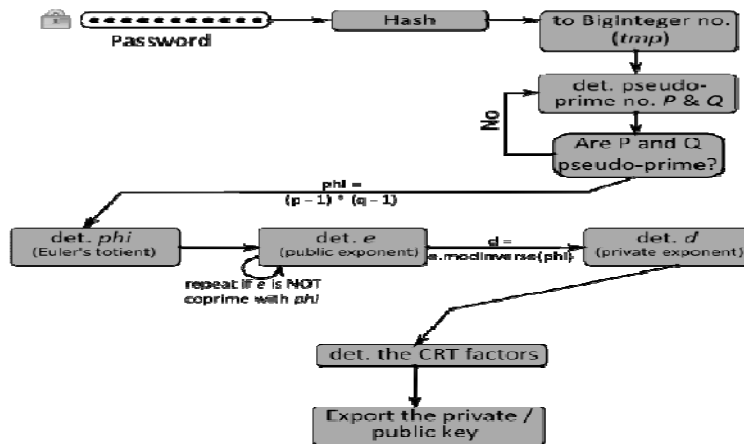 Password
Hash
to BigInteger no.
(tmp)
det. pseudo-
prime no. P & Q
No
Are P and Q
pseudo-prime?
phi =
(p − 1) * (q − 1)
det. phi
(Euler's totient)
det. e
(public exponent)
repeat if e is NOT
coprime with phi
d =
e.modInverse(phi)
det. d
(private exponent)
det. the CRT factors
Export the private /
public key